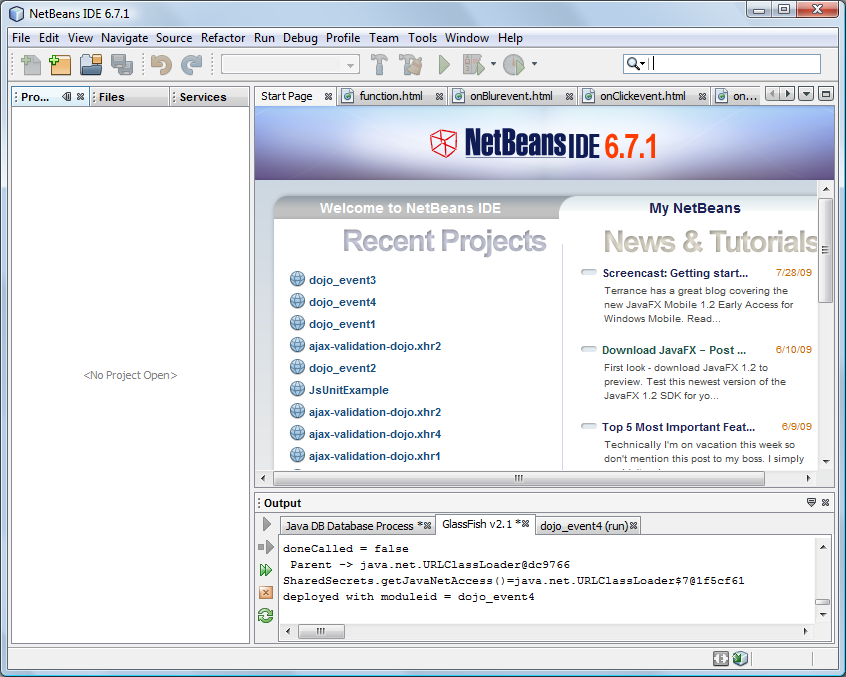 NetBeans IDE 6.7.1
File Edit View Navigate Source Refactor Run Debug Profile Team Tools Window Help
Pro... Files Services
Start Page function.html onBlurevent.html onClickevent.html on...
NetBeans IDE 6.7.1
Welcome to NetBeans IDE
My NetBeans
Recent Projects
dojo_event3
dojo_event4
dojo_event1
ajax-validation-dojo.xhr2
dojo_event2
JsUnitExample
ajax-validation-dojo.xhr2
ajax-validation-dojo.xhr4
ajax-validation-dojo.xhr1
News & Tutorials
Screencast: Getting start... 7/28/09
Terrance has a great blog covering the
new JavaFX Mobile 1.2 Early Access for
Windows Mobile. Read...
Download JavaFX – Post ... 6/10/09
First look - download JavaFX 1.2 to
preview. Test this newest version of the
JavaFX 1.2 SDK for yo...
Top 5 Most Important Feat... 6/9/09
Technically I'm on vacation this week so
don't mention this post to my boss. I simply
<No Project Open>
Output
Java DB Database Process * GlassFish v2.1 * dojo_event4 (run)
doneCalled = false
Parent -> java.net.URLClassLoader@dc9766
SharedSecrets.getJavaNetAccess()=java.net.URLClassLoader$7@1f5cf61
deployed with moduleid = dojo_event4